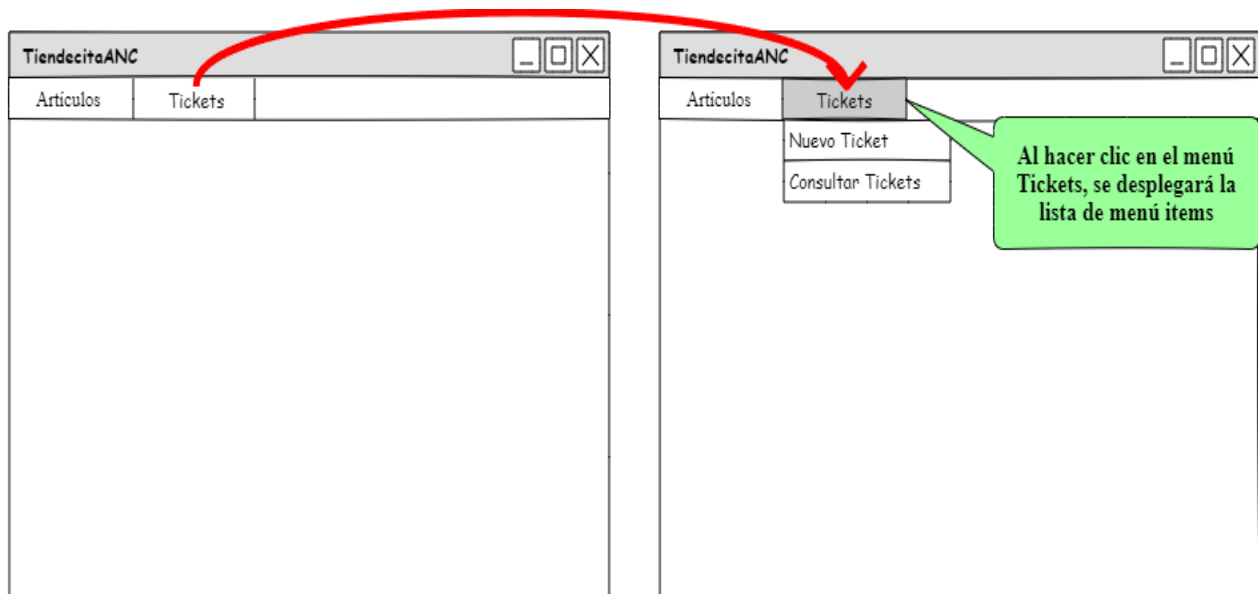 TiendecitaANC
Artículos Tickets
TiendecitaANC
Artículos Tickets
Nuevo Ticket
Consultar Tickets
Al hacer clic en el menú
Tickets, se desplegará la
lista de menú items